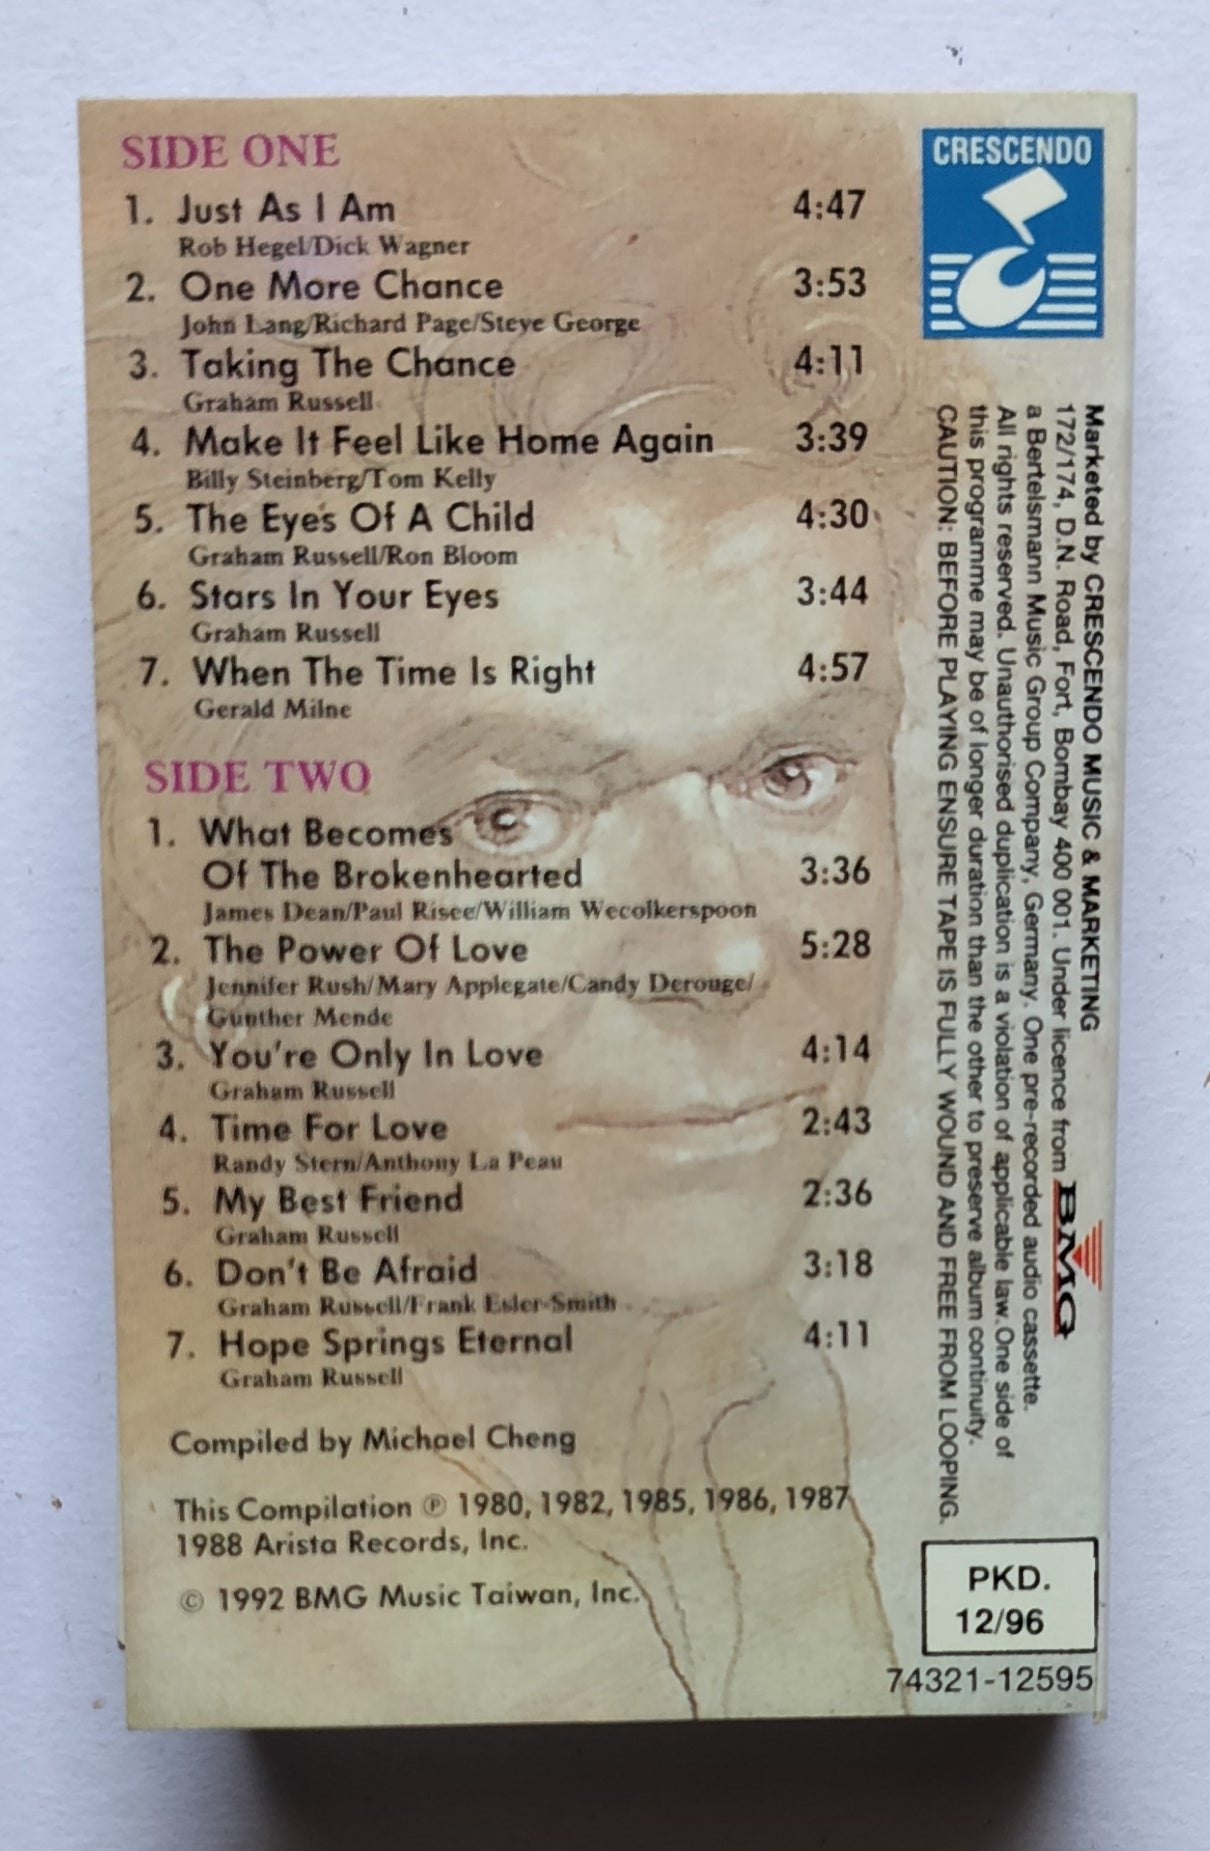 SIDE ONE
1. Just As I Am 4:47
Rob Hegel/Dick Wagner
2. One More Chance 3:53
John Lang/Richard Page/Steve George
3. Taking The Chance 4:11
Graham Russell
4. Make It Feel Like Home Again 3:39
Billy Steinberg/Tom Kelly
5. The Eyes Of A Child 4:30
Graham Russell/Ron Bloom
6. Stars In Your Eyes 3:44
Graham Russell
7. When The Time Is Right 4:57
Gerald Milne
SIDE TWO
1. What Becomes
Of The Brokenhearted 3:36
James Dean/Paul Risee/William Wecolkerspoon
2. The Power Of Love 5:28
Jennifer Rush/Mary Applegate/Candy Derouge/
Gunther Mende
3. You're Only In Love 4:14
Graham Russell
4. Time For Love 2:43
Randy Stern/Anthony La Peau
5. My Best Friend 2:36
Graham Russell
6. Don't Be Afraid 3:18
Graham Russell/Frank Esler-Smith
7. Hope Springs Eternal 4:11
Graham Russell
Compiled by Michael Cheng
This Compilation ℗ 1980, 1982, 1985, 1986, 1987
1988 Arista Records, Inc.
© 1992 BMG Music Taiwan, Inc.
CRESCENDO
Marketed by CRESCENDO MUSIC & MARKETING
172/174, D.N. Road, Fort, Bombay 400 001. Under licence from BMG
a Bertelsmann Music Group Company, Germany. One pre-recorded audio cassette.
All rights reserved. Unauthorised duplication is a violation of applicable law. One side of
this programme may be of longer duration than the other to preserve album continuity.
CAUTION: BEFORE PLAYING ENSURE TAPE IS FULLY WOUND AND FREE FROM LOOPING.
PKD.
12/96
74321-12595